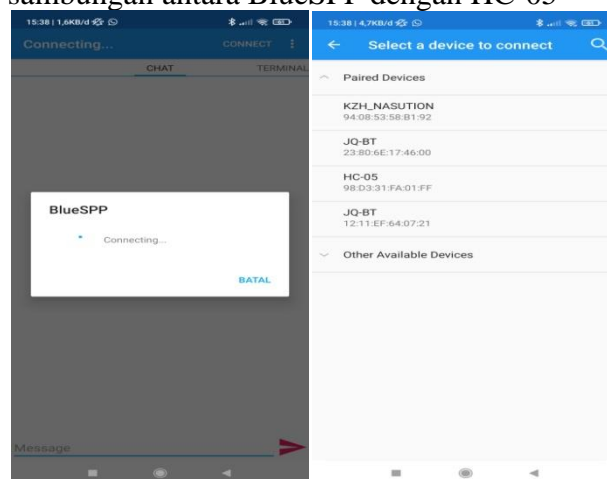 sambungan antara BlueSPP dengan HC-05
15:38 | 1,6KB/d
Connecting...
CONNECT
CHAT
TERMINAL
BlueSPP
Connecting...
BATAL
Message
15:38 | 4,7KB/d
Select a device to connect
Paired Devices
KZH_NASUTION
94:08:53:58:B1:92
JQ-BT
23:80:6E:17:46:00
HC-05
98:D3:31:FA:01:FF
JQ-BT
12:11:EF:64:07:21
Other Available Devices